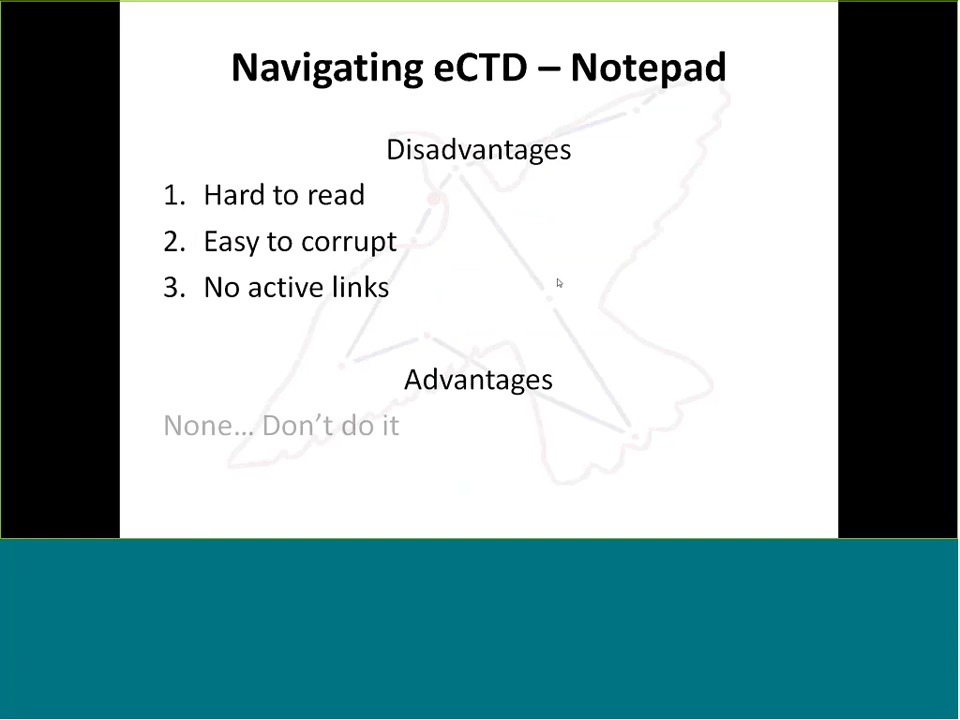 Navigating eCTD – Notepad
Disadvantages
1. Hard to read
2. Easy to corrupt
3. No active links
Advantages
None… Don’t do it